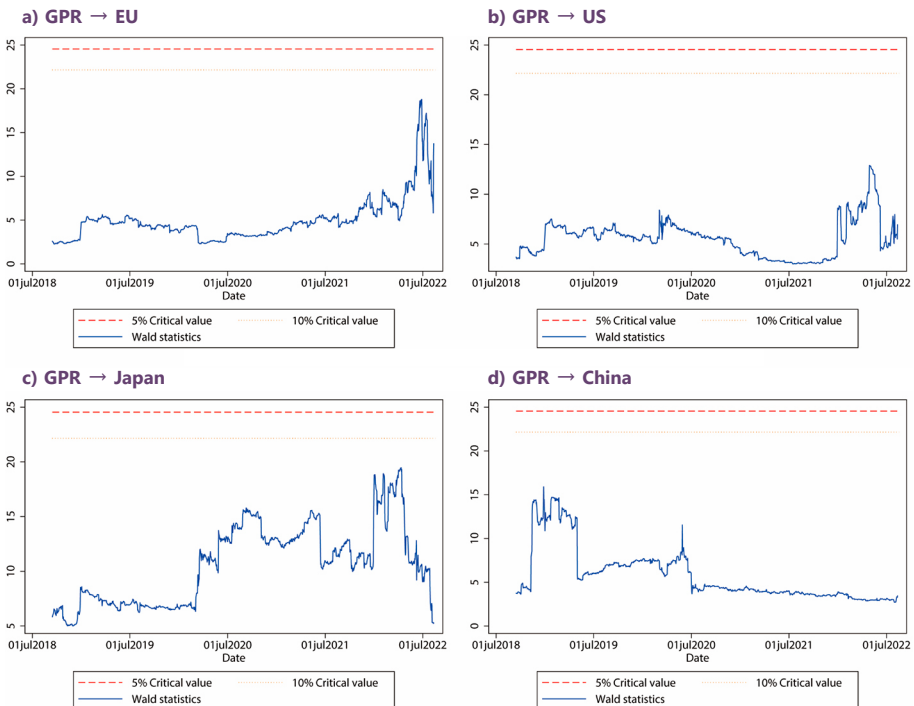 a) GPR → EU
25
20
15
10
5
0
01jul2018 01jul2019 01jul2020 01jul2021 01jul2022
Date
5% Critical value 10% Critical value
Wald statistics
b) GPR → US
25
20
15
10
5
01jul2018 01jul2019 01jul2020 01jul2021 01jul2022
Date
5% Critical value 10% Critical value
Wald statistics
c) GPR → Japan
25
20
15
10
5
01jul2018 01jul2019 01jul2020 01jul2021 01jul2022
Date
5% Critical value 10% Critical value
Wald statistics
d) GPR → China
25
20
15
10
5
0
01jul2018 01jul2019 01jul2020 01jul2021 01jul2022
Date
5% Critical value 10% Critical value
Wald statistics